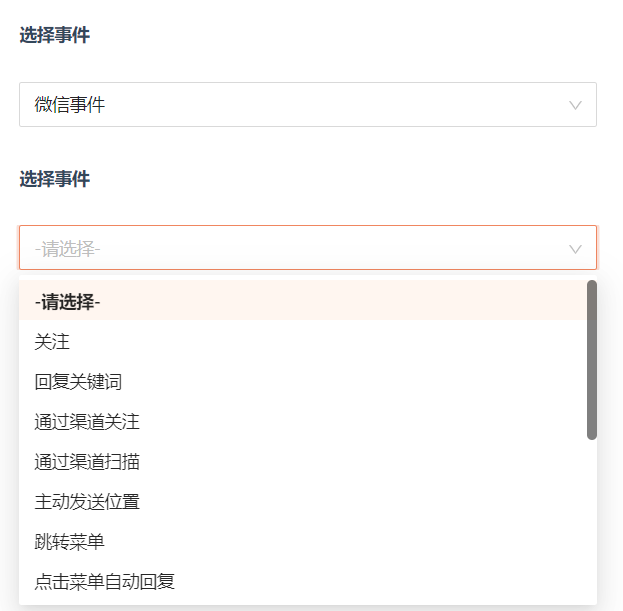 选择事件
微信事件
选择事件
-请选择-
-请选择-
关注
回复关键词
通过渠道关注
通过渠道扫描
主动发送位置
跳转菜单
点击菜单自动回复